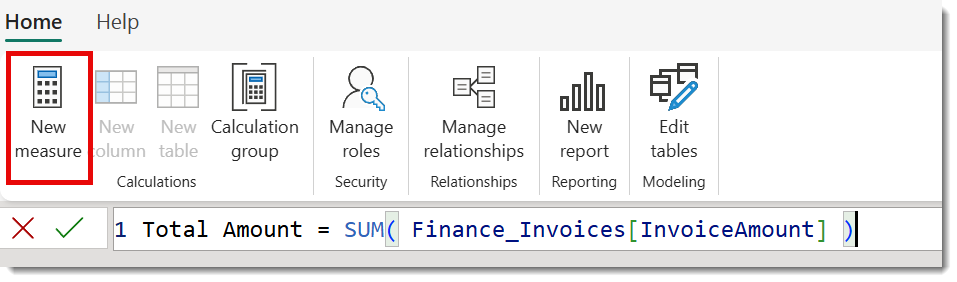 Home Help
New measure
New column
New table
Calculation group
Manage roles
Manage relationships
New report
Edit tables
Calculations
Security
Relationships
Reporting
Modeling
1 Total Amount = SUM( Finance_Invoices[InvoiceAmount] )